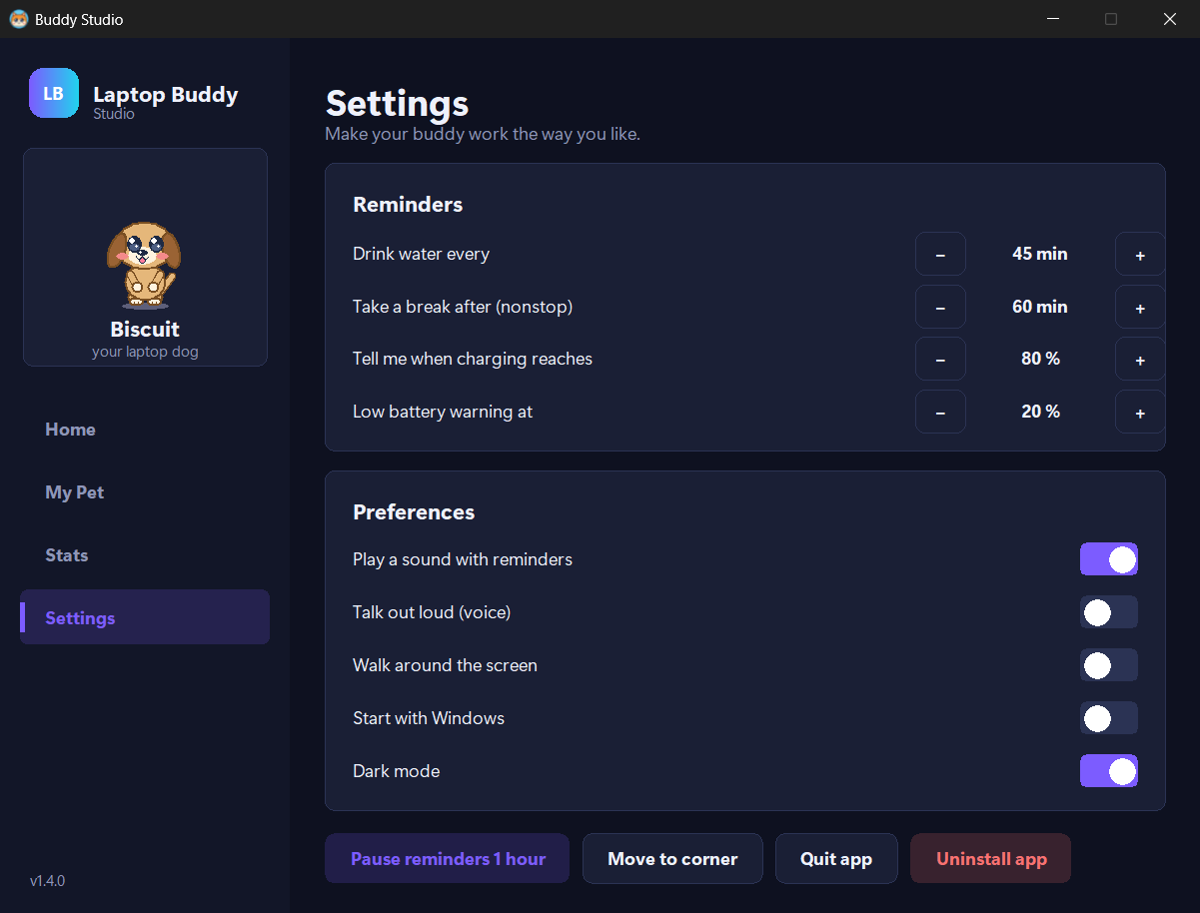 Buddy Studio
LB
Laptop Buddy
Studio
Biscuit
your laptop dog
Home
My Pet
Stats
Settings
v1.4.0
Settings
Make your buddy work the way you like.
Reminders
Drink water every – 45 min +
Take a break after (nonstop) – 60 min +
Tell me when charging reaches – 80 % +
Low battery warning at – 20 % +
Preferences
Play a sound with reminders
Talk out loud (voice)
Walk around the screen
Start with Windows
Dark mode
Pause reminders 1 hour Move to corner Quit app Uninstall app